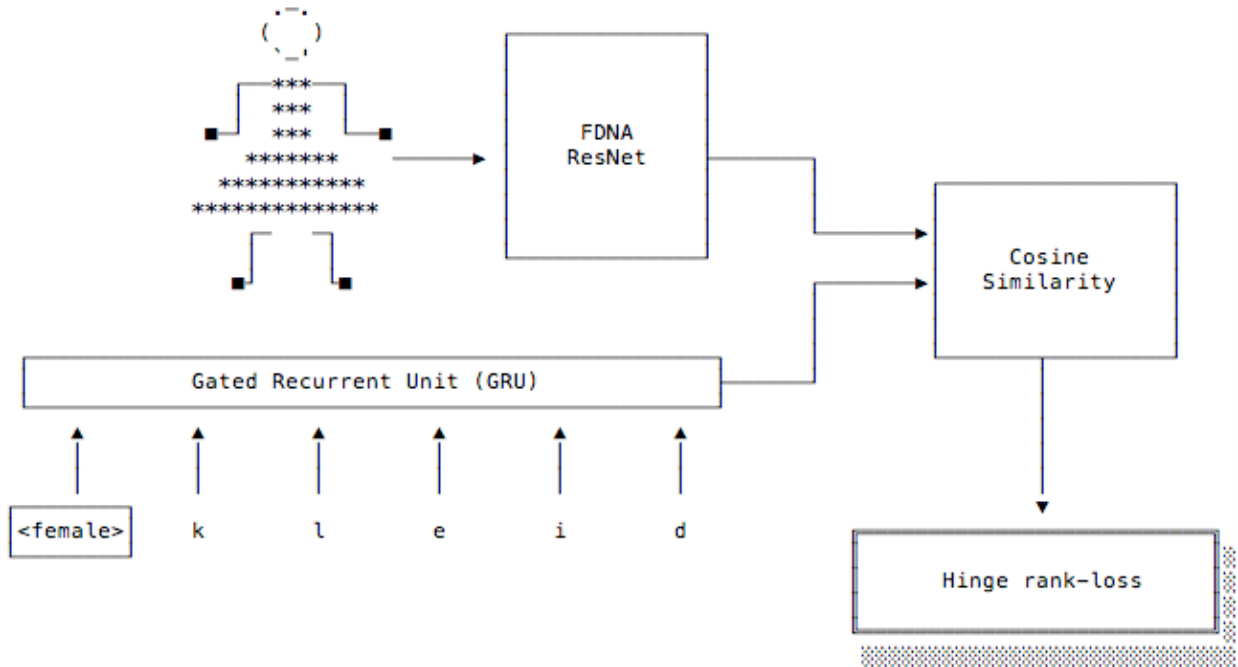 FDNA
ResNet
Cosine
Similarity
Gated Recurrent Unit (GRU)
<female> k l e i d
Hinge rank-loss